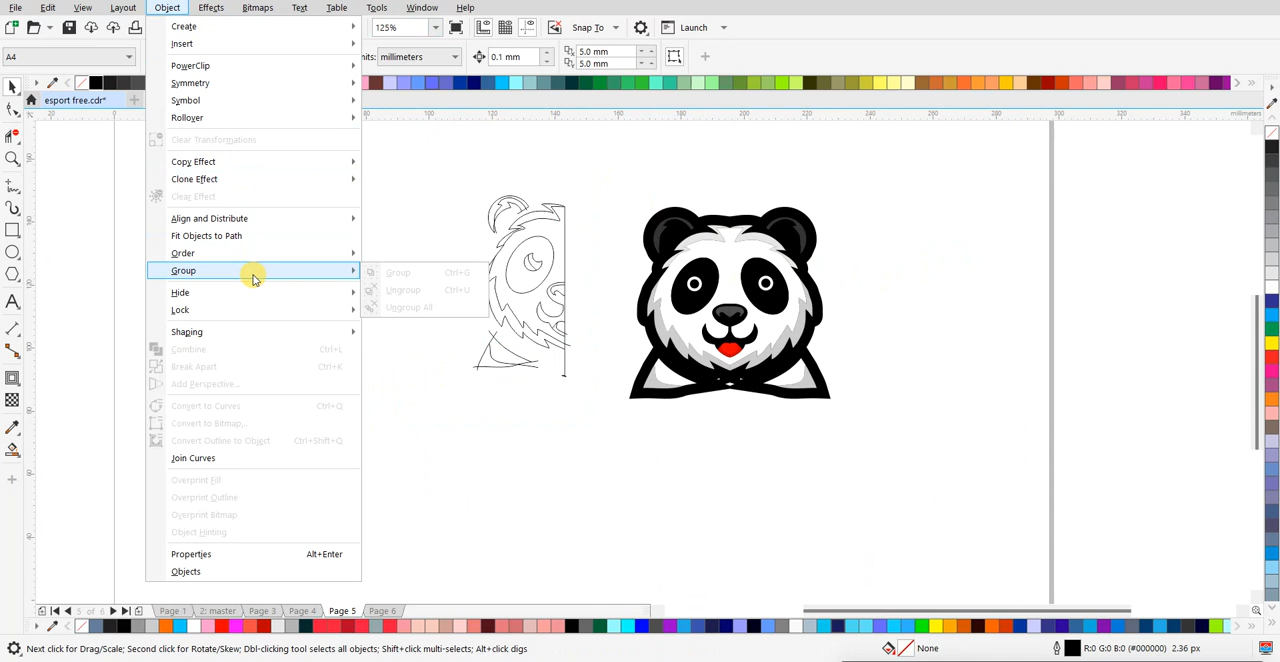 File Edit View Layout Object Effects Bitmaps Text Table Tools Window Help
125% Snap To Launch
A4 units: millimeters 0.1 mm 5.0 mm
5.0 mm
esport free.cdr*
20 0 80 100 120 140 160 180 200 220 240 260 280 300 320 340 millimeters
Create
Insert
PowerClip
Symmetry
Symbol
Rollover
Clear Transformations
Copy Effect
Clone Effect
Clear Effect
Align and Distribute
Fit Objects to Path
Order
Group
Group Ctrl+G
Ungroup Ctrl+U
Ungroup All
Hide
Lock
Shaping
Combine Ctrl+L
Break Apart Ctrl+K
Add Perspective...
Convert to Curves Ctrl+Q
Convert to Bitmap...
Convert Outline to Object Ctrl+Shift+Q
Join Curves
Overprint Fill
Overprint Outline
Overprint Bitmap
Object Hinting
Properties Alt+Enter
Objects
5 of 6 Page 1 2: master Page 3 Page 4 Page 5 Page 6
Next click for Drag/Scale; Second click for Rotate/Skew; Dbl-clicking tool selects all objects; Shift+click multi-selects; Alt+click digs None R:0 G:0 B:0 (#000000) 2.36 px